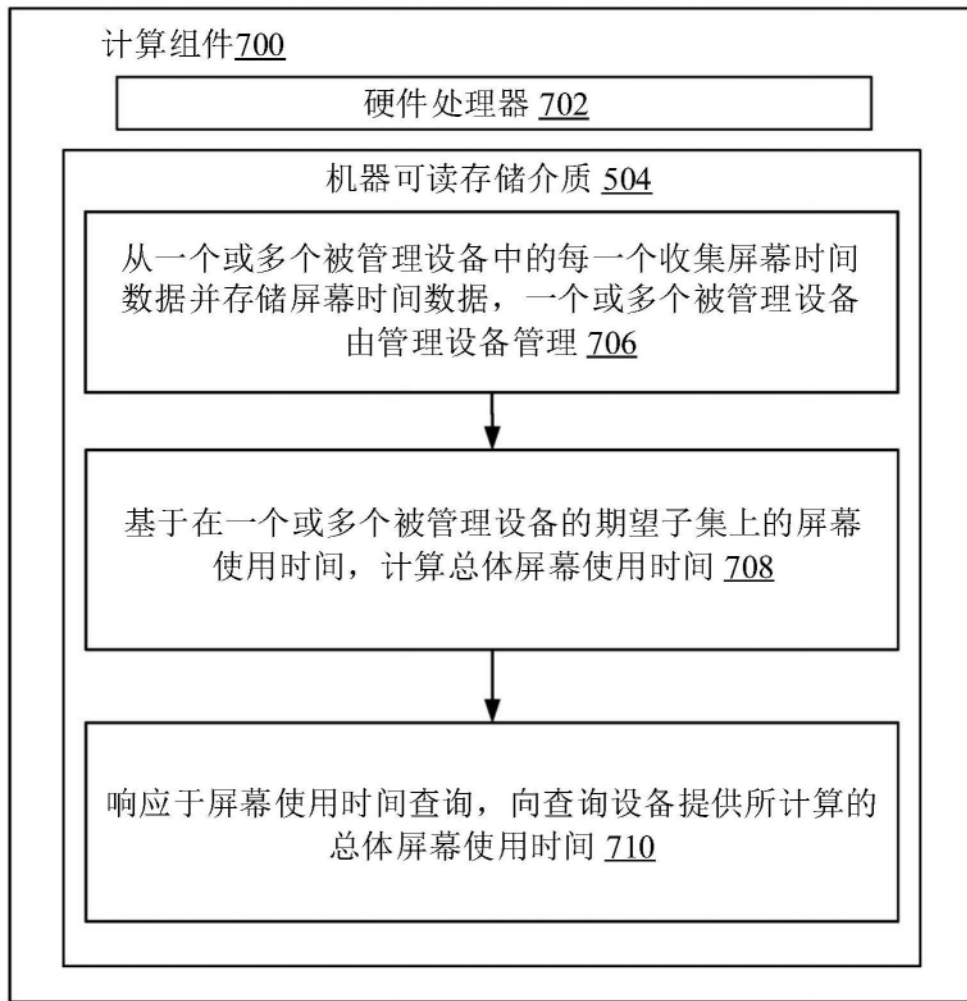 计算组件700
硬件处理器 702
机器可读存储介质 504
从一个或多个被管理设备中的每一个收集屏幕时间
数据并存储屏幕时间数据，一个或多个被管理设备
由管理设备管理 706
基于在一个或多个被管理设备的期望子集上的屏幕
使用时间，计算总体屏幕使用时间 708
响应于屏幕使用时间查询，向查询设备提供所计算的
总体屏幕使用时间 710